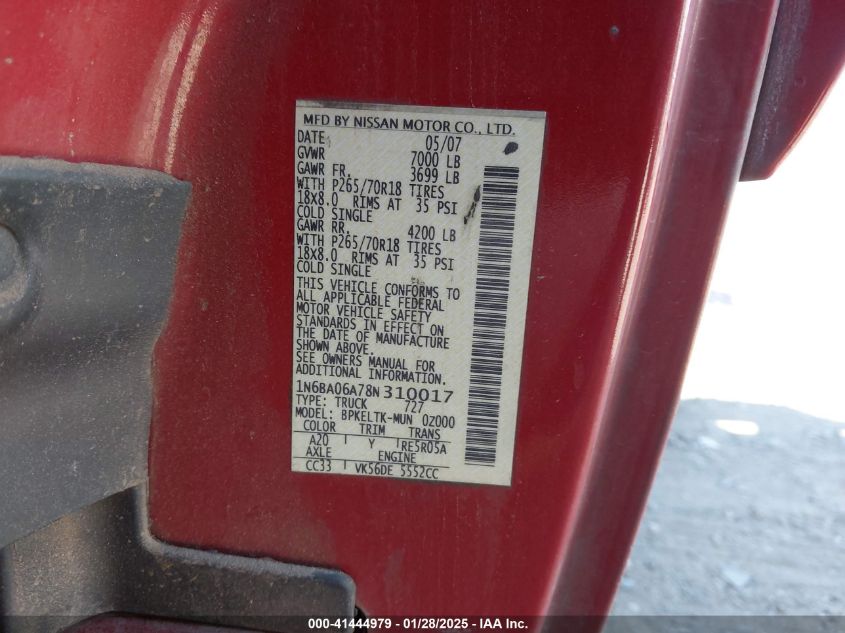 MFD BY NISSAN MOTOR CO., LTD.
DATE 05/07
GVWR 7000 LB
GAWR FR. 3699 LB
WITH P265/70R18 TIRES
18X8.0 RIMS AT 35 PSI
COLD SINGLE
GAWR RR. 4200 LB
WITH P265/70R18 TIRES
18X8.0 RIMS AT 35 PSI
COLD SINGLE
THIS VEHICLE CONFORMS TO
ALL APPLICABLE FEDERAL
MOTOR VEHICLE SAFETY
STANDARDS IN EFFECT ON
THE DATE OF MANUFACTURE
SHOWN ABOVE.
SEE OWNERS MANUAL FOR
ADDITIONAL INFORMATION.
1N6BA06A78N310017
TYPE: TRUCK 727
MODEL: BPKELTK-MUN 0Z000
COLOR TRIM TRANS
A20 Y RE5R05A
AXLE ENGINE
CC33 VK56DE 5552CC
000-41444979 | 01/28/2025 - IAA Inc.